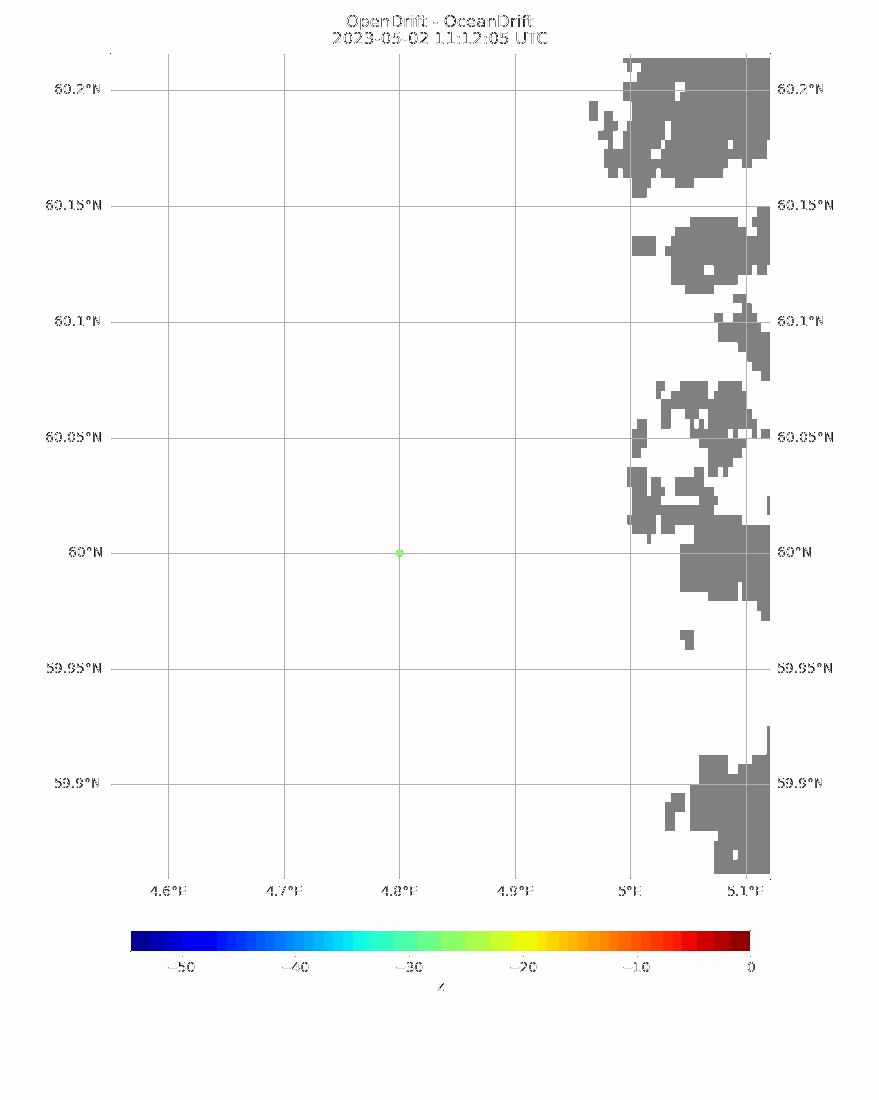 OpenDrift - OceanDrift
2023-05-02 11:12:05 UTC
60.2°N 60.2°N
60.15°N 60.15°N
60.1°N 60.1°N
60.05°N 60.05°N
60°N 60°N
59.95°N 59.95°N
59.9°N 59.9°N
4.6°E 4.7°E 4.8°E 4.9°E 5°E 5.1°E
−50 −40 −30 −20 −10 0
z